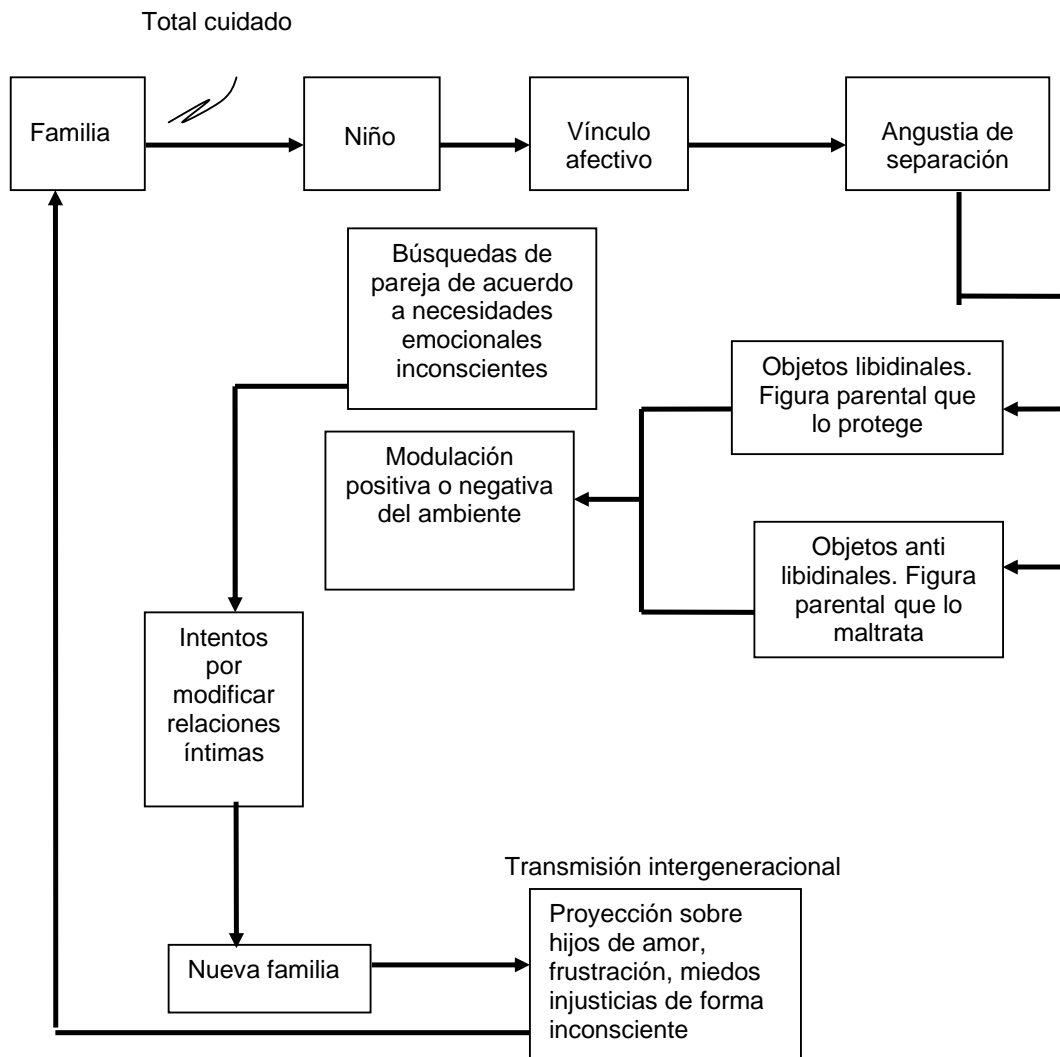 Total cuidado
Familia
Niño
Vínculo
afectivo
Angustia de
separación
Búsquedas de
pareja de acuerdo
a necesidades
emocionales
inconscientes
Objetos libidinales.
Figura parental que
lo protege
Modulación
positiva o negativa
del ambiente
Objetos anti
libidinales. Figura
parental que lo
maltrata
Intentos
por
modificar
relaciones
íntimas
Transmisión intergeneracional
Nueva familia
Proyección sobre
hijos de amor,
frustración, miedos
injusticias de forma
inconsciente